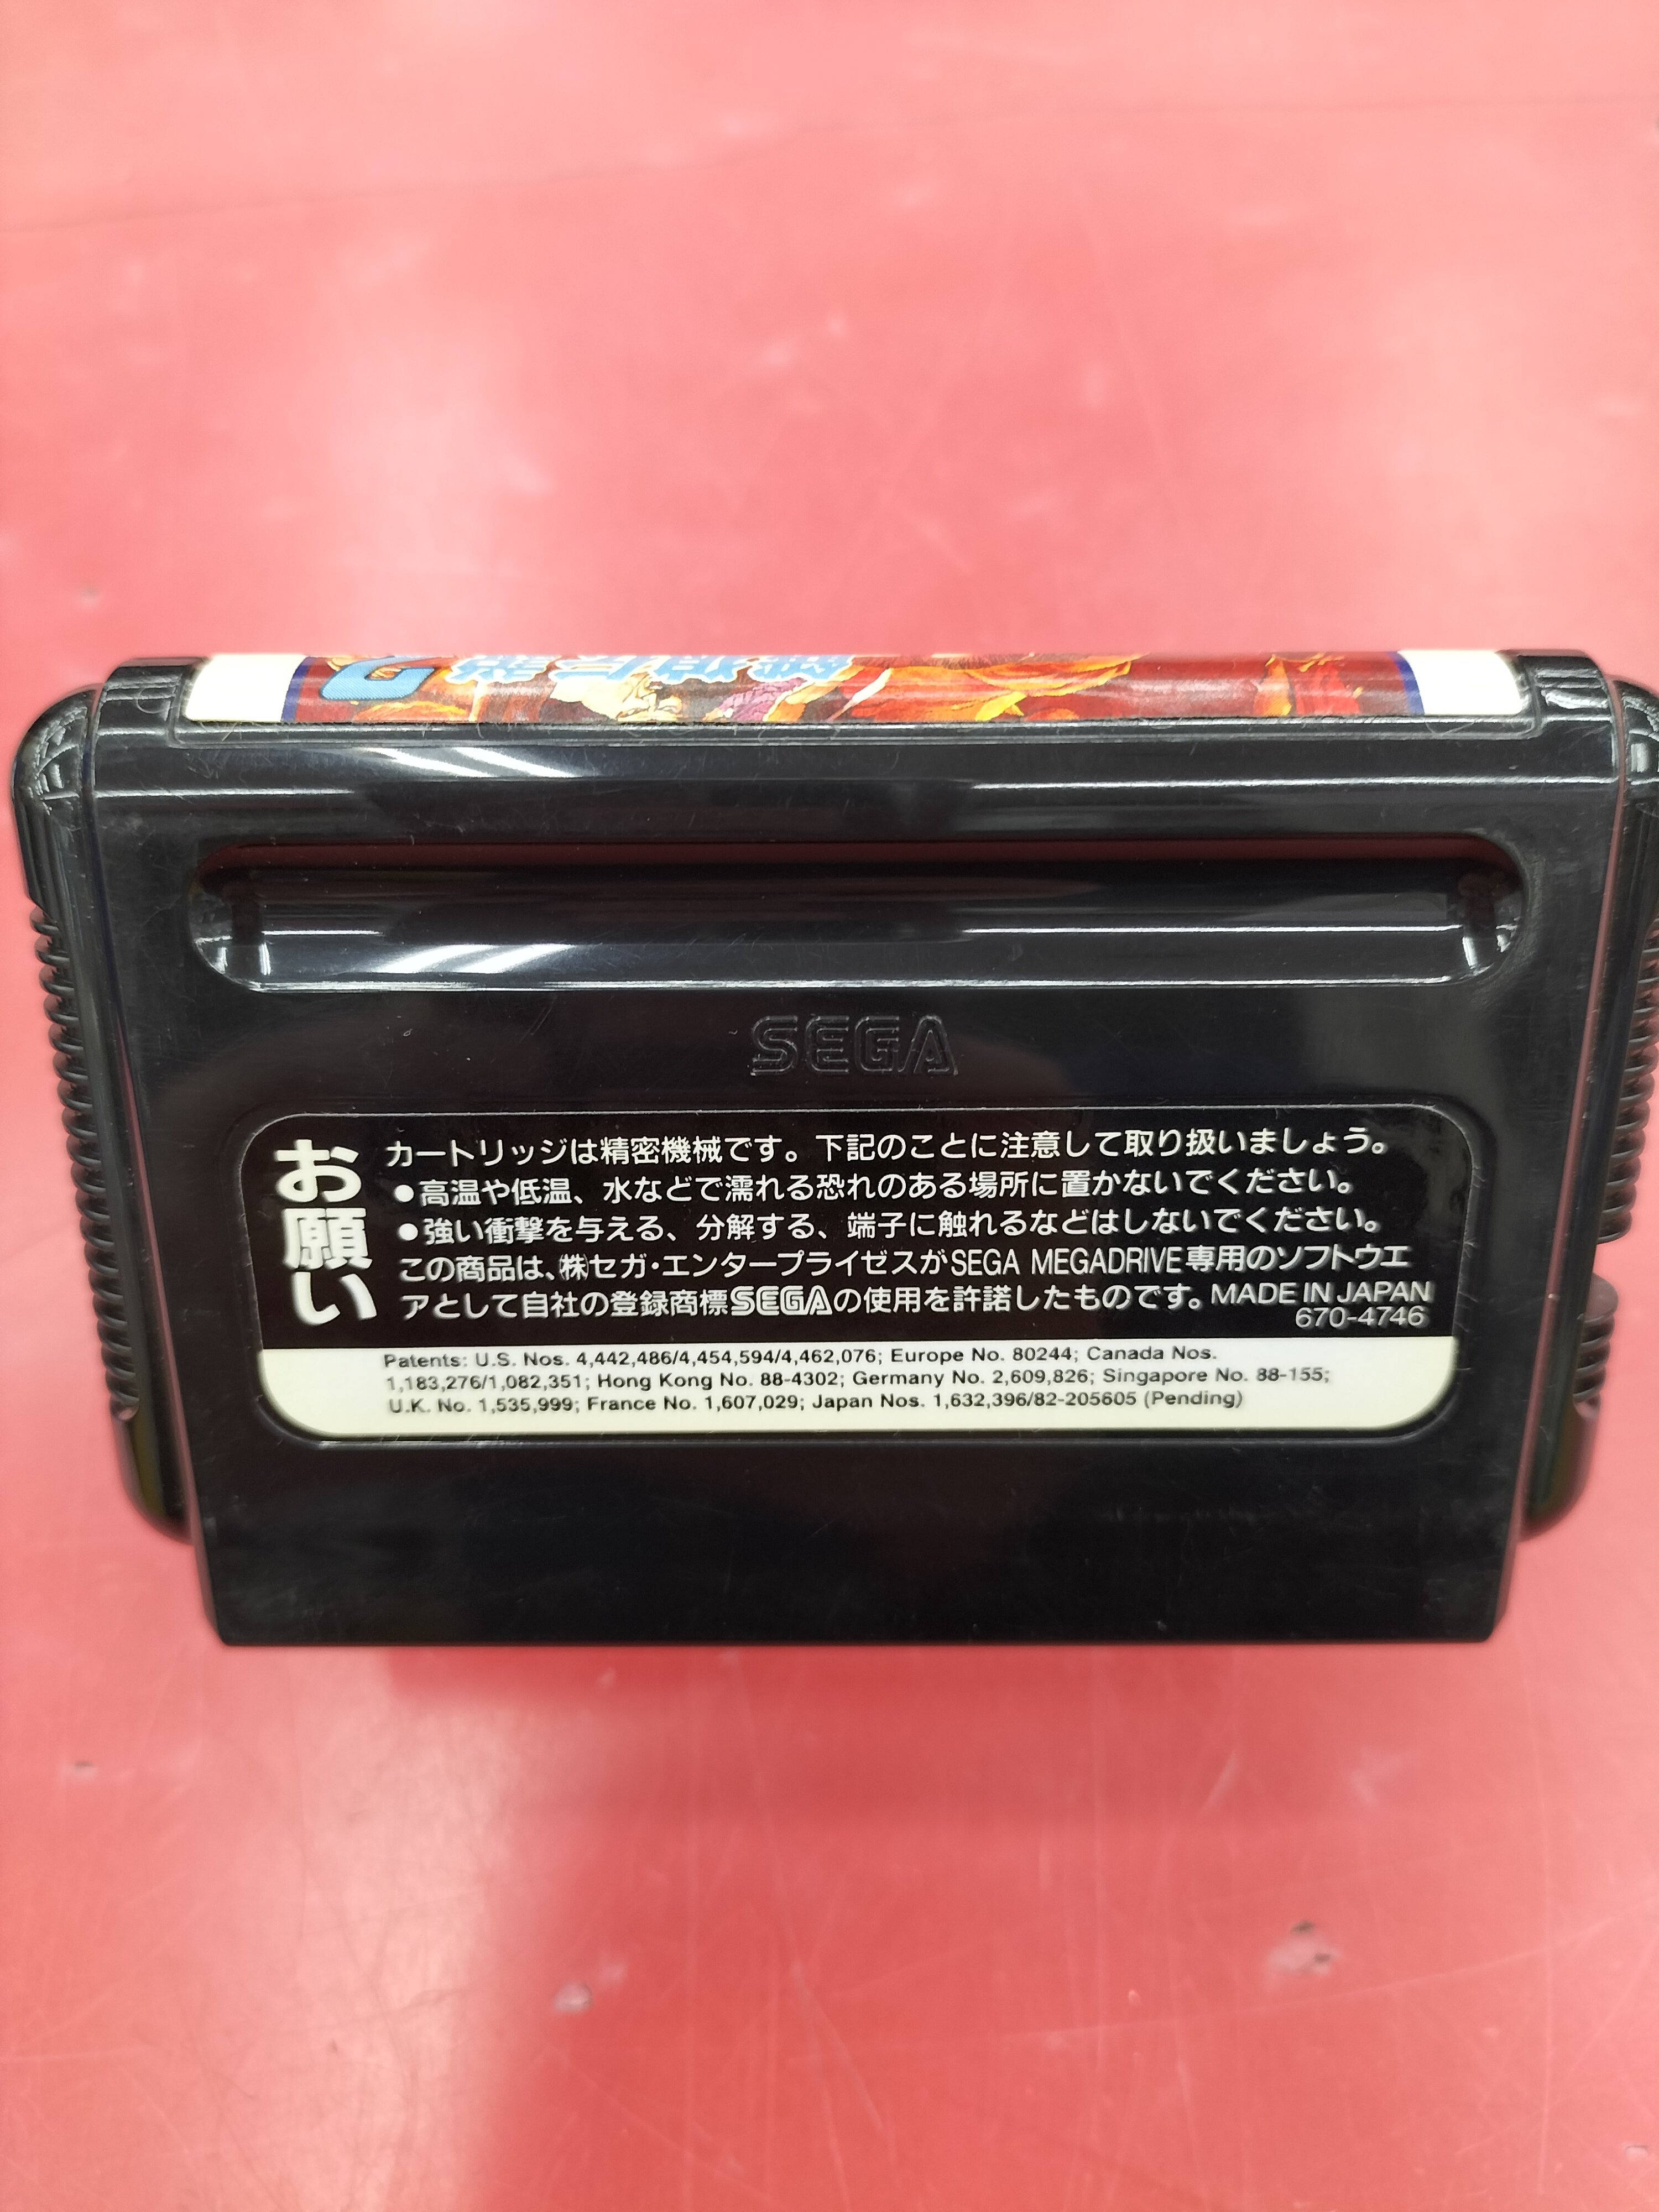 餓狼伝説2
SEGA
お願い
カートリッジは精密機械です。下記のことに注意して取り扱いましょう。
●高温や低温、水などで濡れる恐れのある場所に置かないでください。
●強い衝撃を与える、分解する、端子に触れるなどはしないでください。
この商品は、㈱セガ・エンタープライゼスがSEGA MEGADRIVE専用のソフトウエ
アとして自社の登録商標SEGAの使用を許諾したものです。MADE IN JAPAN
670-4746
Patents: U.S. Nos. 4,442,486/4,454,594/4,462,076; Europe No. 80244; Canada Nos.
1,183,276/1,082,351; Hong Kong No. 88-4302; Germany No. 2,609,826; Singapore No. 88-155;
U.K. No. 1,535,999; France No. 1,607,029; Japan Nos. 1,632,396/82-205605 (Pending)